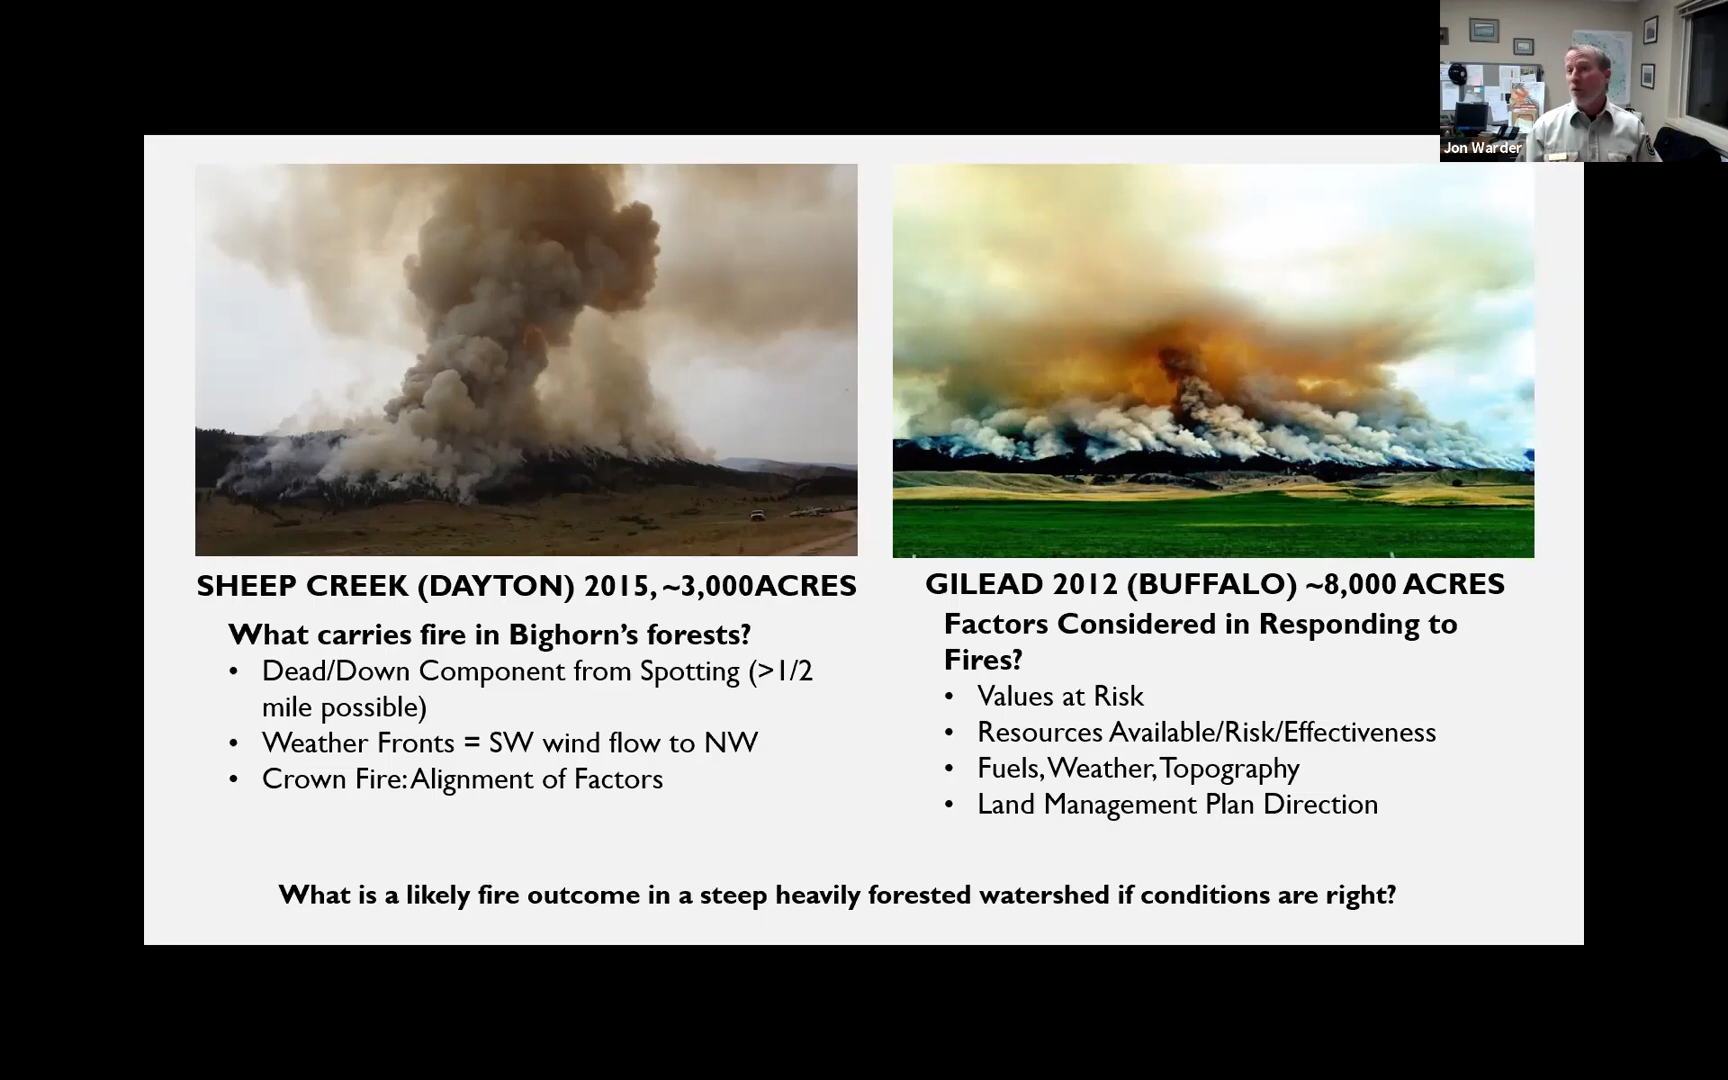 Jon Warder
SHEEP CREEK (DAYTON) 2015, ~3,000ACRES
What carries fire in Bighorn's forests?
• Dead/Down Component from Spotting (>1/2
mile possible)
• Weather Fronts = SW wind flow to NW
• Crown Fire: Alignment of Factors
GILEAD 2012 (BUFFALO) ~8,000 ACRES
Factors Considered in Responding to
Fires?
• Values at Risk
• Resources Available/Risk/Effectiveness
• Fuels, Weather, Topography
• Land Management Plan Direction
What is a likely fire outcome in a steep heavily forested watershed if conditions are right?